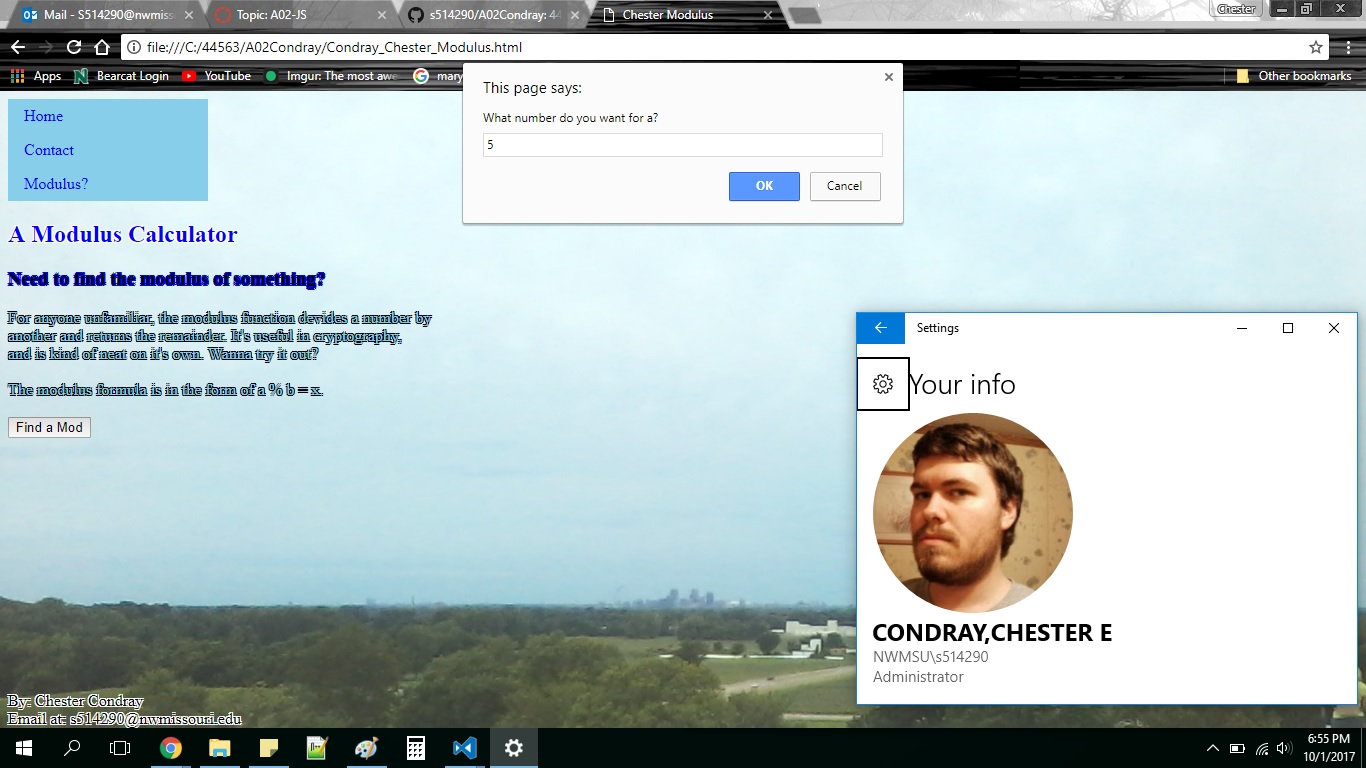 Mail - S514290@nwmiss
Topic: A02-JS
s514290/A02Condray: 44
Chester Modulus
Chester
file:///C:/44563/A02Condray/Condray_Chester_Modulus.html
Apps
Bearcat Login
YouTube
Imgur: The most awe
mary
Other bookmarks
This page says:
What number do you want for a?
5
OK
Cancel
Home
Contact
Modulus?
A Modulus Calculator
Need to find the modulus of something?
For anyone unfamiliar, the modulus function devides a number by
another and returns the remainder. It's useful in cryptography,
and is kind of neat on it's own. Wanna try it out?
The modulus formula is in the form of a % b = x.
Find a Mod
Settings
Your info
CONDRAY,CHESTER E
NWMSU\s514290
Administrator
By: Chester Condray
Email at: s514290@nwmissouri.edu
6:55 PM
10/1/2017